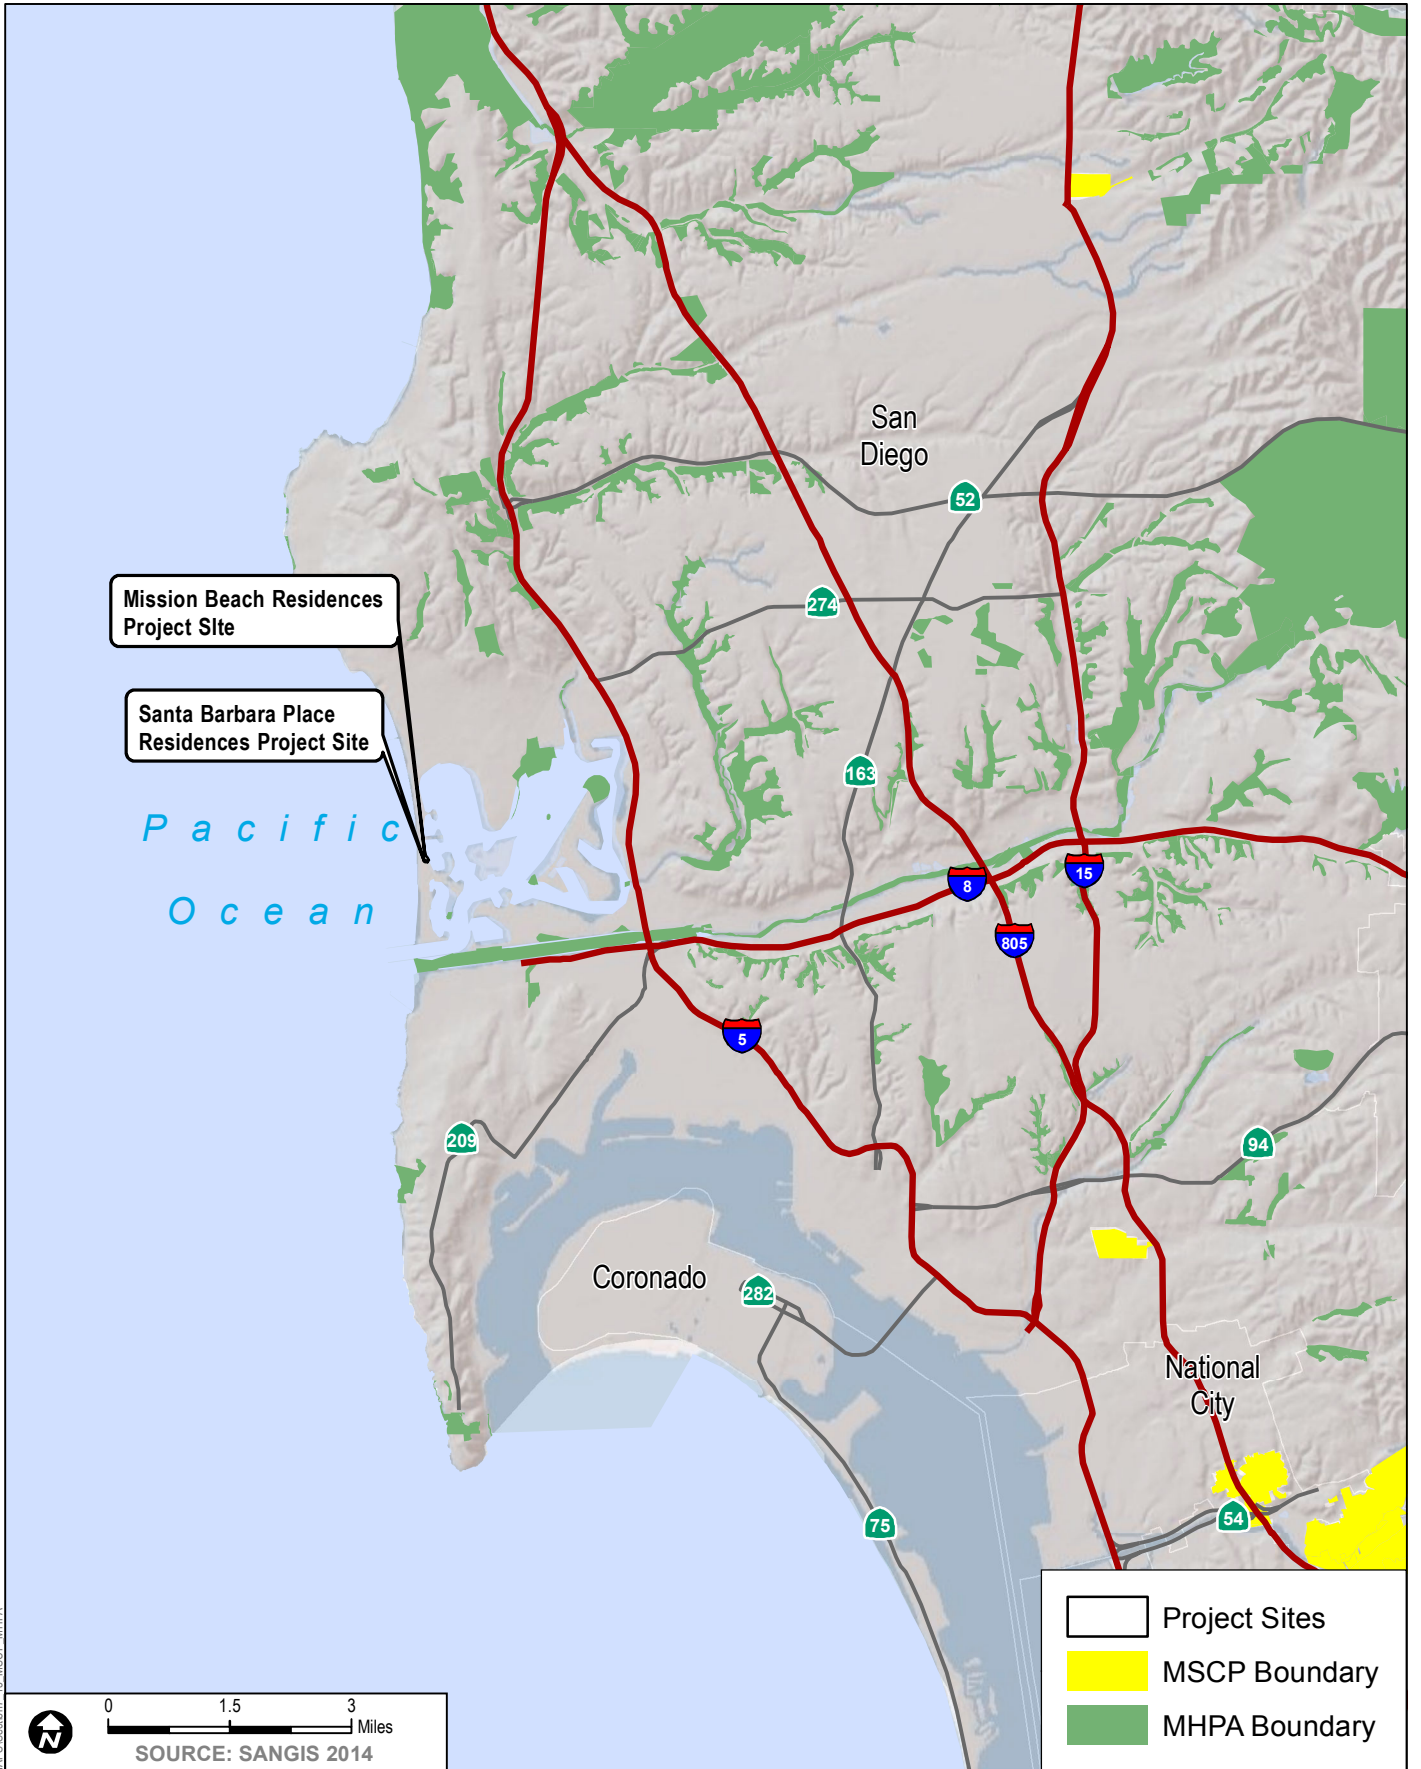 San
Diego
52
Mission Beach Residences
Project SIte
274
Santa Barbara Place
Residences Project Site
163
Pacific
Ocean
8
15
805
5
209
94
Coronado
282
National
City
75
54
Project Sites
MSCP Boundary
MHPA Boundary
0 1.5 3
Miles
N
SOURCE: SANGIS 2014